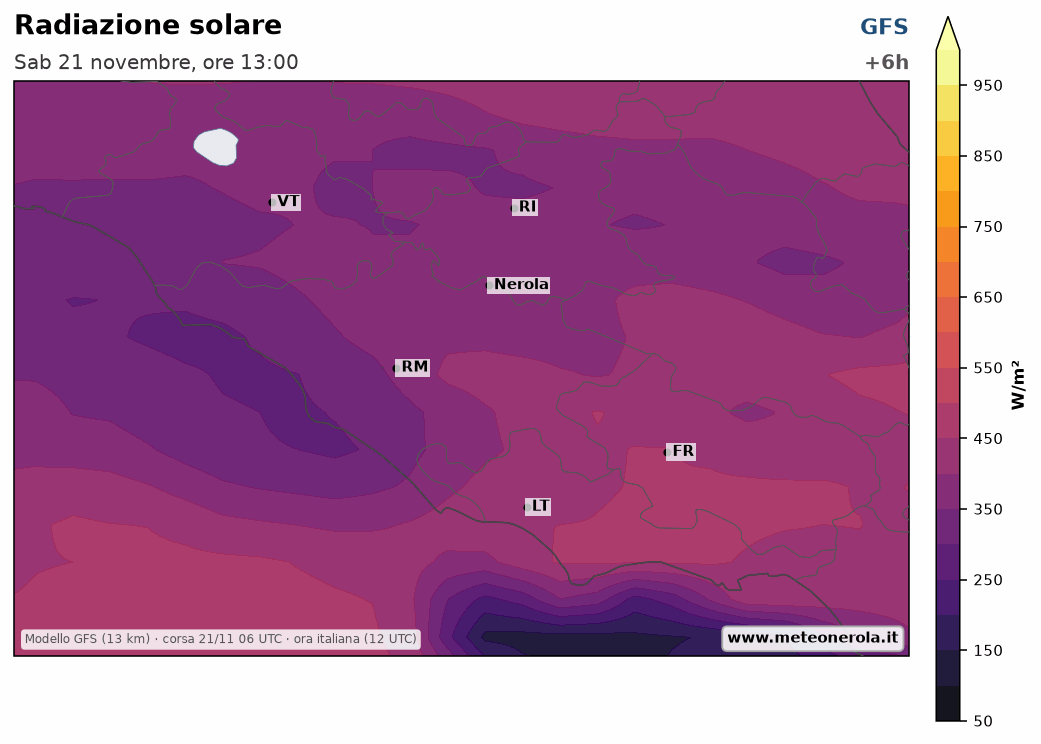 Radiazione solare
GFS
Sab 21 novembre, ore 13:00
+6h
950
850
750
650
550
450
350
250
150
50
W/m²
VT
RI
Nerola
RM
FR
LT
Modello GFS (13 km) · corsa 21/11 06 UTC · ora italiana (12 UTC)
www.meteonerola.it